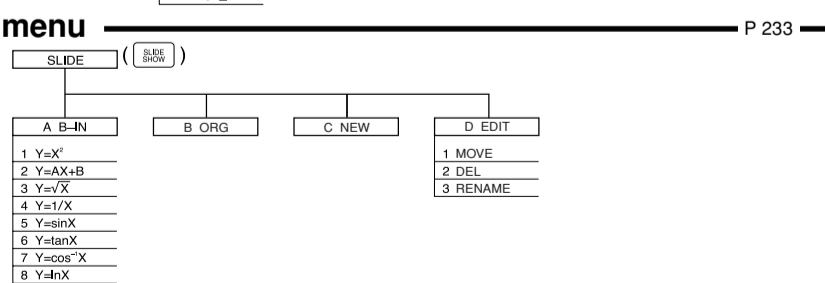 menu P 233
SLIDE ( SLIDE SHOW )
A B-IN B ORG C NEW D EDIT
1 Y=X²
2 Y=AX+B
3 Y=√X
4 Y=1/X
5 Y=sinX
6 Y=tanX
7 Y=cos⁻¹X
8 Y=lnX
1 MOVE
2 DEL
3 RENAME